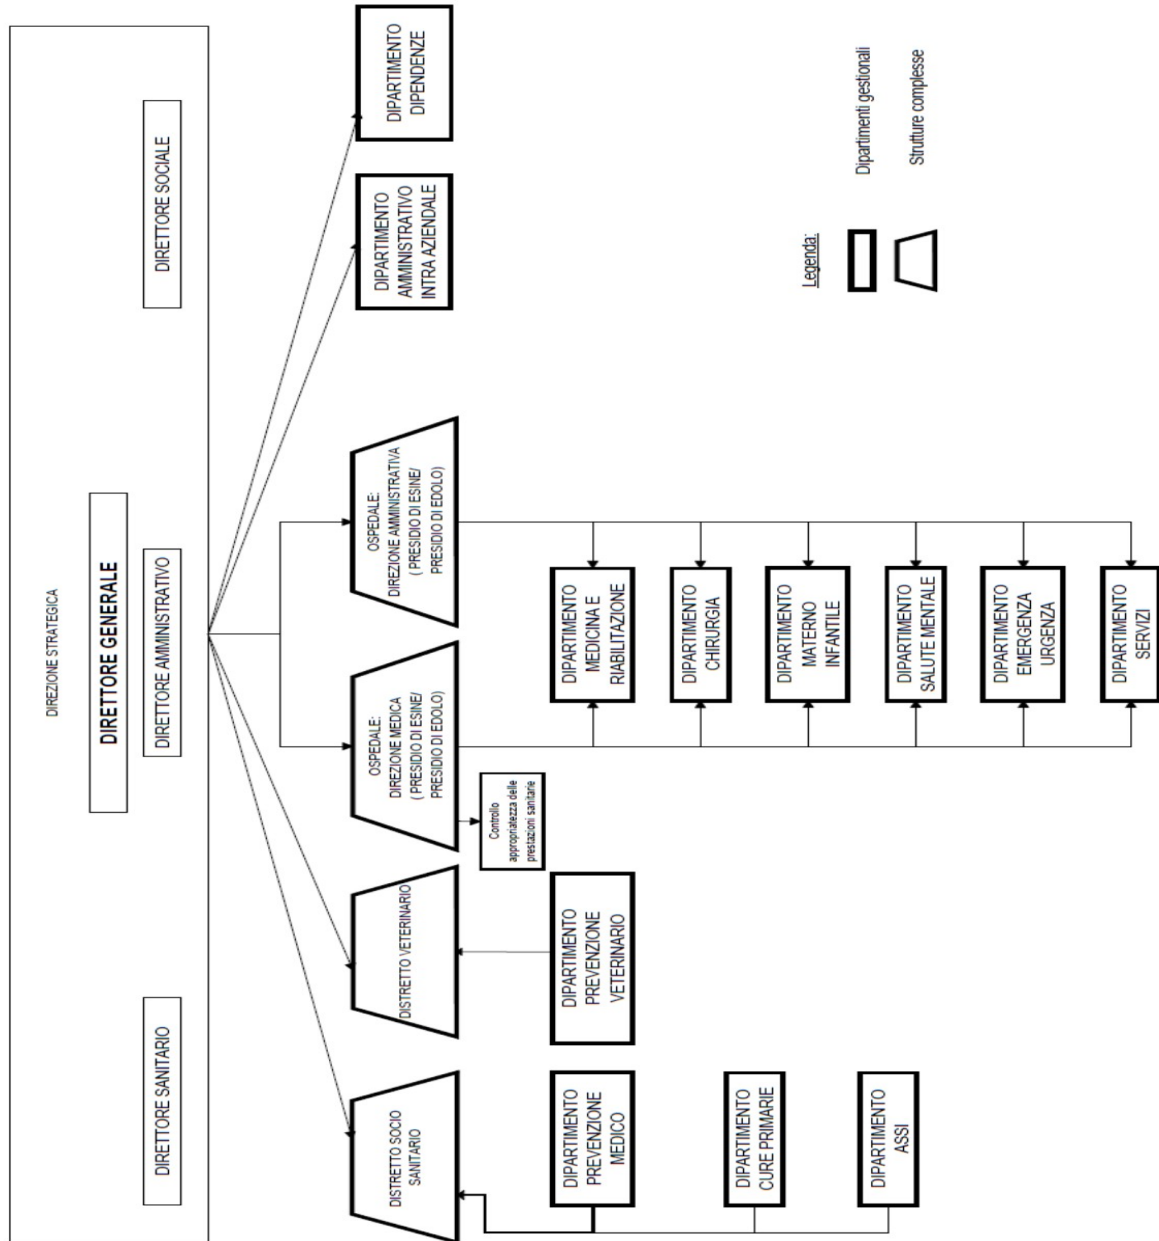 DIREZIONE STRATEGICA
DIRETTORE GENERALE
DIRETTORE SANITARIO
DIRETTORE AMMINISTRATIVO
DIRETTORE SOCIALE
DISTRETTO SOCIO
SANITARIO
DISTRETTO VETERINARIO
OSPEDALE:
DIREZIONE MEDICA
( PRESIDIO DI ESINE/
PRESIDIO DI EDOLO)
OSPEDALE:
DIREZIONE AMMINISTRATIVA
( PRESIDIO DI ESINE/
PRESIDIO DI EDOLO)
DIPARTIMENTO
AMMINISTRATIVO
INTRA AZIENDALE
DIPARTIMENTO
DIPENDENZE
Controllo
appropriatezza delle
prestazioni sanitarie
DIPARTIMENTO
PREVENZIONE
MEDICO
DIPARTIMENTO
PREVENZIONE
VETERINARIO
DIPARTIMENTO
MEDICINA E
RIABILITAZIONE
DIPARTIMENTO
CHIRURGIA
DIPARTIMENTO
CURE PRIMARIE
DIPARTIMENTO
MATERNO
INFANTILE
DIPARTIMENTO
ASSI
DIPARTIMENTO
SALUTE MENTALE
DIPARTIMENTO
EMERGENZA
URGENZA
DIPARTIMENTO
SERVIZI
Legenda:
Dipartimenti gestionali
Strutture complesse